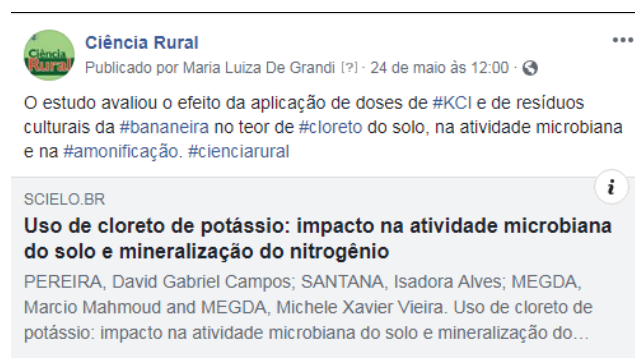 Ciência Rural
Ciência Rural
Publicado por Maria Luiza De Grandi [?] · 24 de maio às 12:00 ·
O estudo avaliou o efeito da aplicação de doses de #KCl e de resíduos
culturais da #bananeira no teor de #cloreto do solo, na atividade microbiana
e na #amonificação. #cienciarural
SCIELO.BR
Uso de cloreto de potássio: impacto na atividade microbiana
do solo e mineralização do nitrogênio
PEREIRA, David Gabriel Campos; SANTANA, Isadora Alves; MEGDA,
Marcio Mahmoud and MEGDA, Michele Xavier Vieira. Uso de cloreto de
potássio: impacto na atividade microbiana do solo e mineralização do…